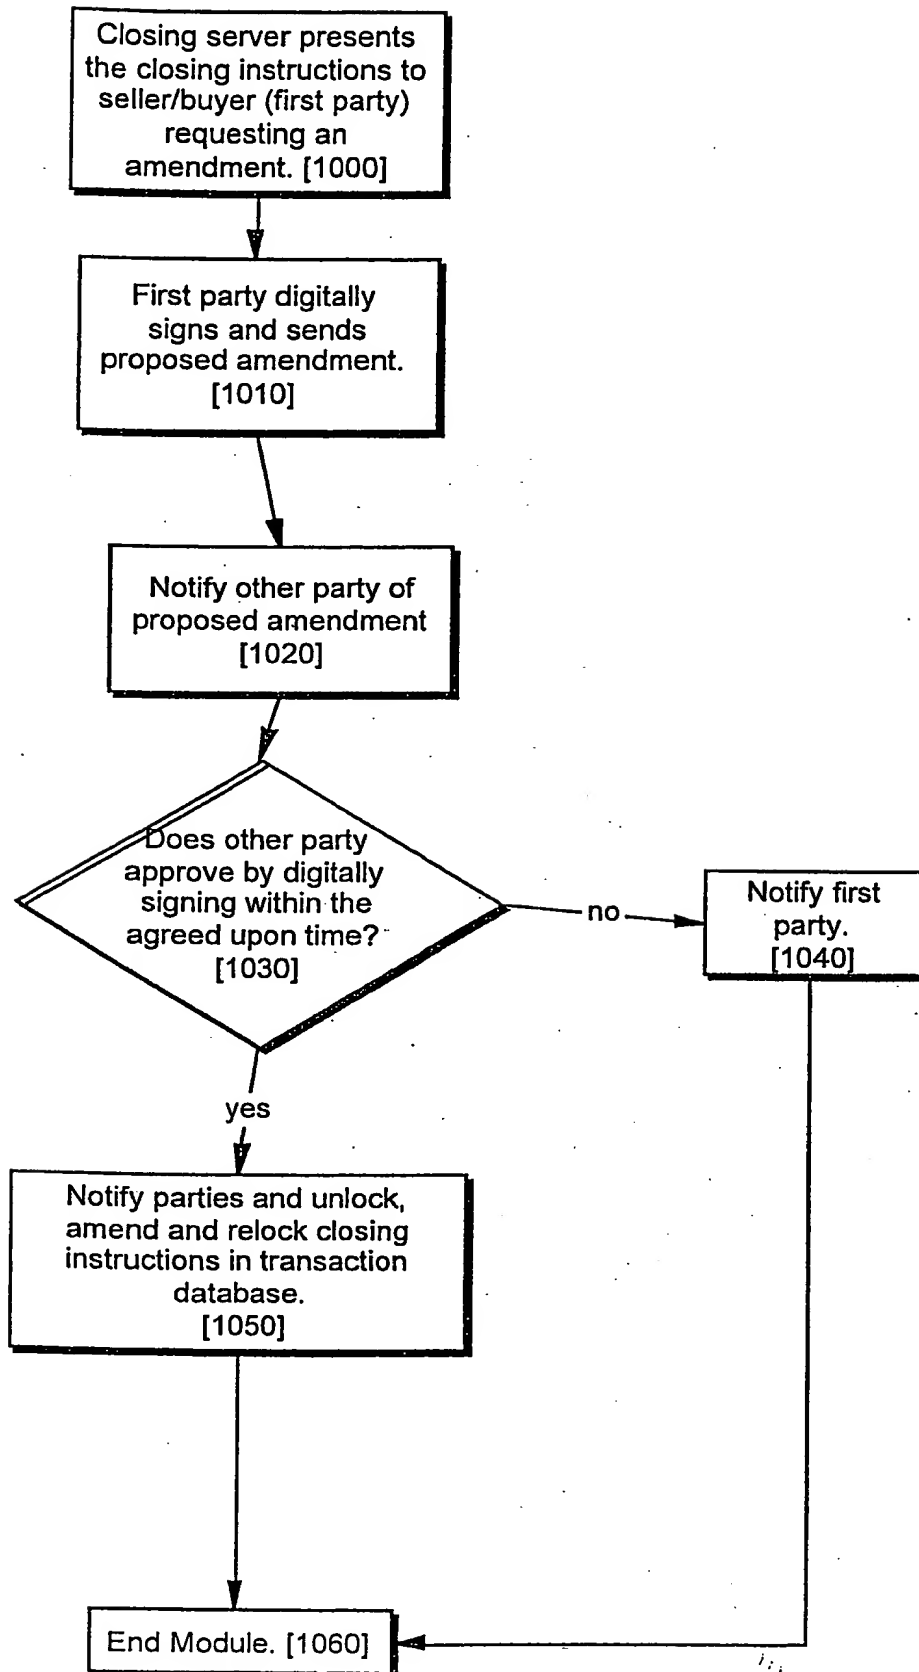 Closing server presents
the closing instructions to
seller/buyer (first party)
requesting an
amendment. [1000]
First party digitally
signs and sends
proposed amendment.
[1010]
Notify other party of
proposed amendment
[1020]
Does other party
approve by digitally
signing within the
agreed upon time?
[1030]
no
Notify first
party.
[1040]
yes
Notify parties and unlock,
amend and relock closing
instructions in transaction
database.
[1050]
End Module. [1060]